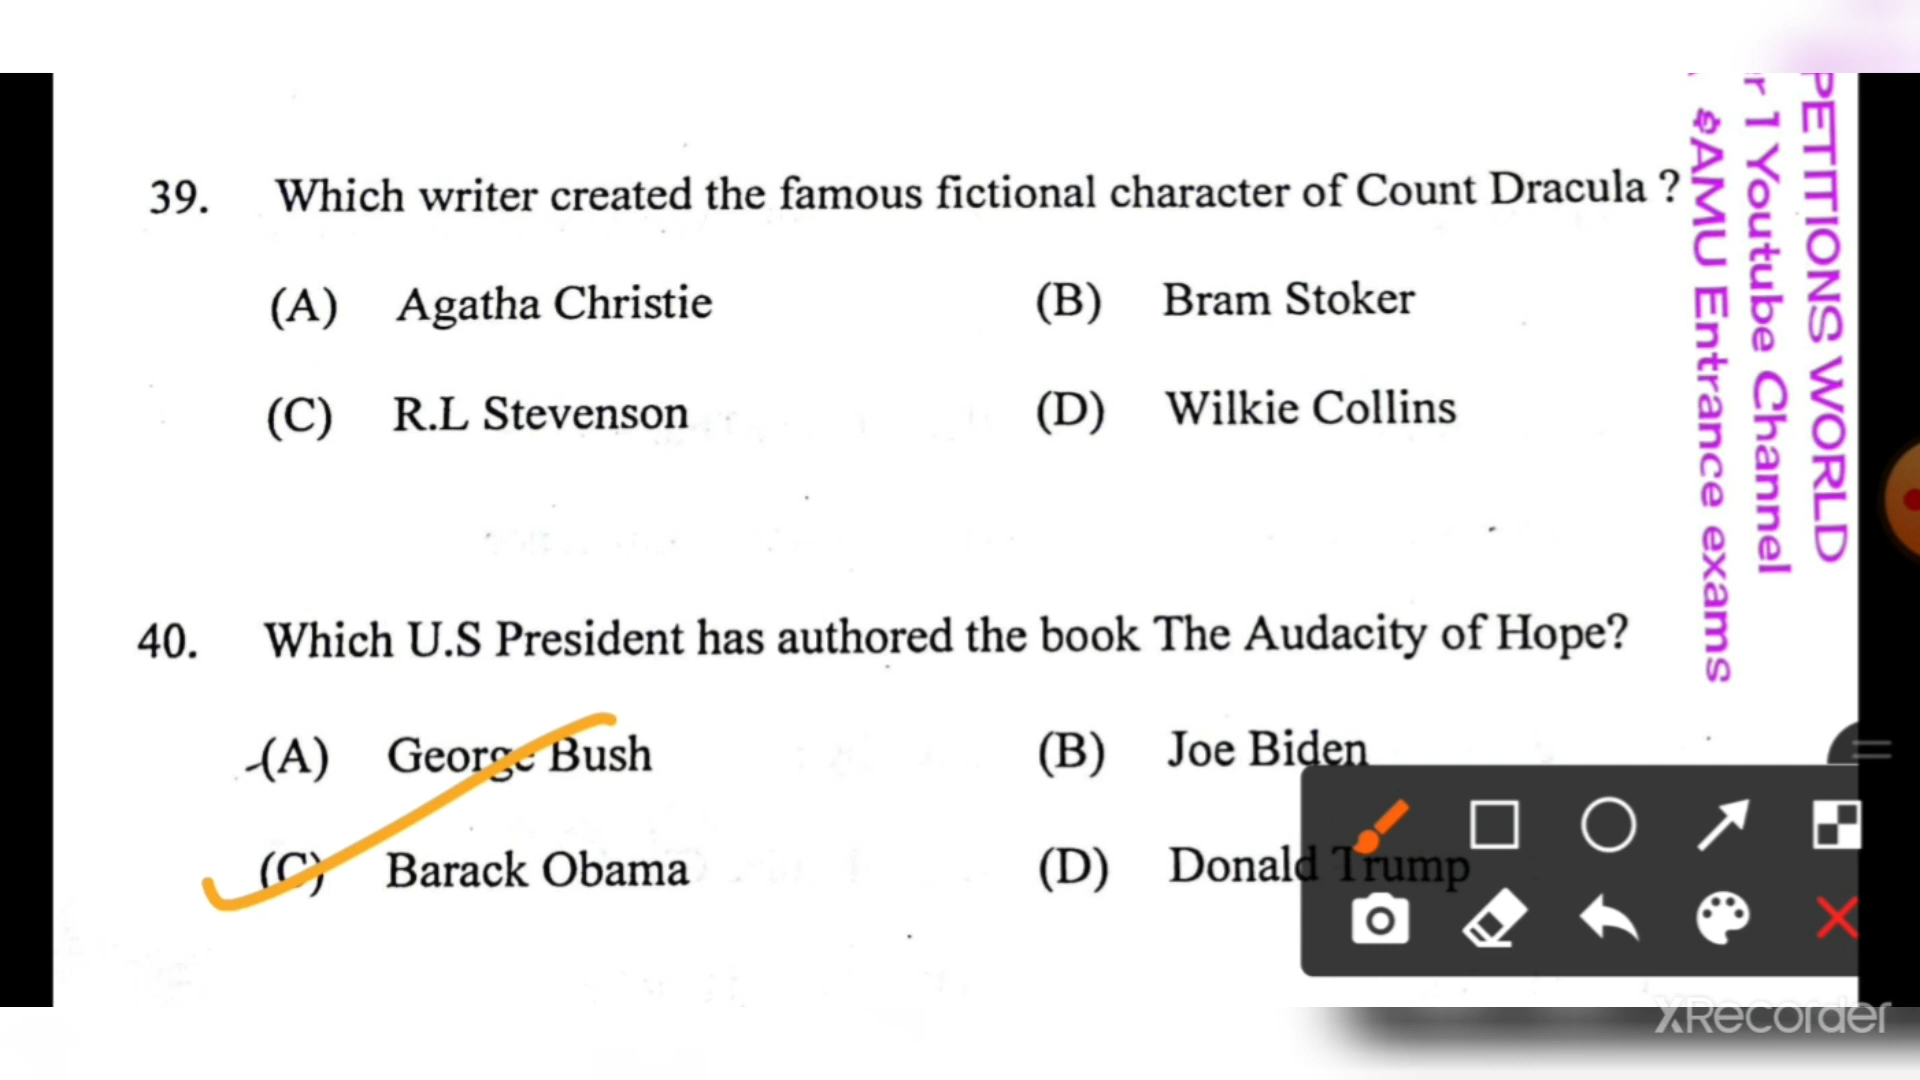 39. Which writer created the famous fictional character of Count Dracula ?
(A) Agatha Christie (B) Bram Stoker
(C) R.L Stevenson (D) Wilkie Collins
40. Which U.S President has authored the book The Audacity of Hope?
(A) George Bush (B) Joe Biden
(C) Barack Obama (D) Donald Trump
PETITIONS WORLD
r 1 Youtube Channel
AMU Entrance exams
XRecorder